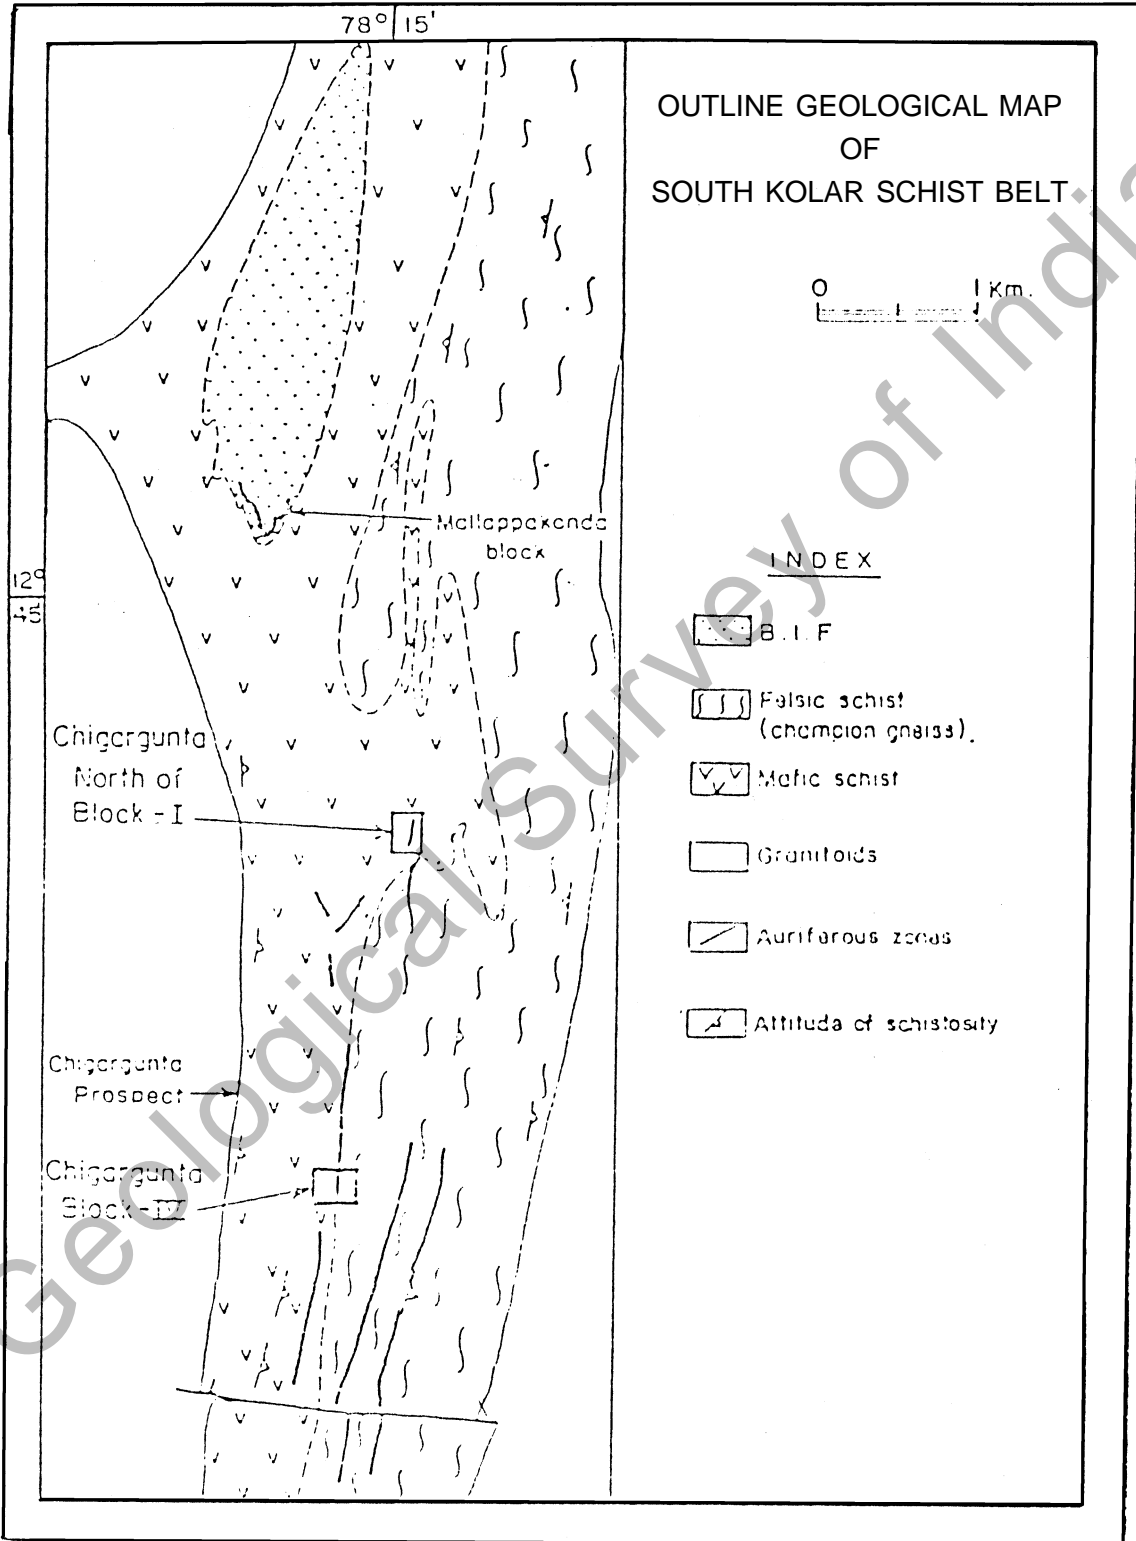 78° 15'
OUTLINE GEOLOGICAL MAP
OF
SOUTH KOLAR SCHIST BELT
0 1 Km.
Mallappakonda
block
12°
45'
INDEX
B.I.F
Felsic schist
(champion gneiss).
Mafic schist
Granitoids
Auriferous zones
Attitude of schistosity
Chigargunta
North of
Block - I
Chigargunta
Prospect
Chigargunta
Block - IV
X
Geological Survey of India